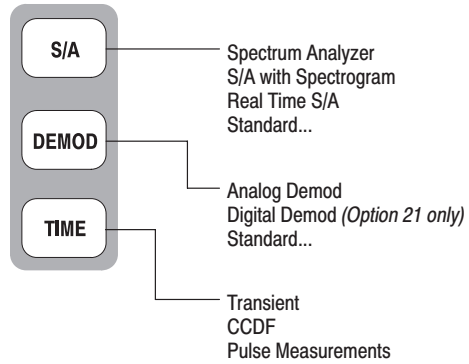 S/A
Spectrum Analyzer
S/A with Spectrogram
Real Time S/A
Standard...
DEMOD
Analog Demod
Digital Demod (Option 21 only)
Standard...
TIME
Transient
CCDF
Pulse Measurements